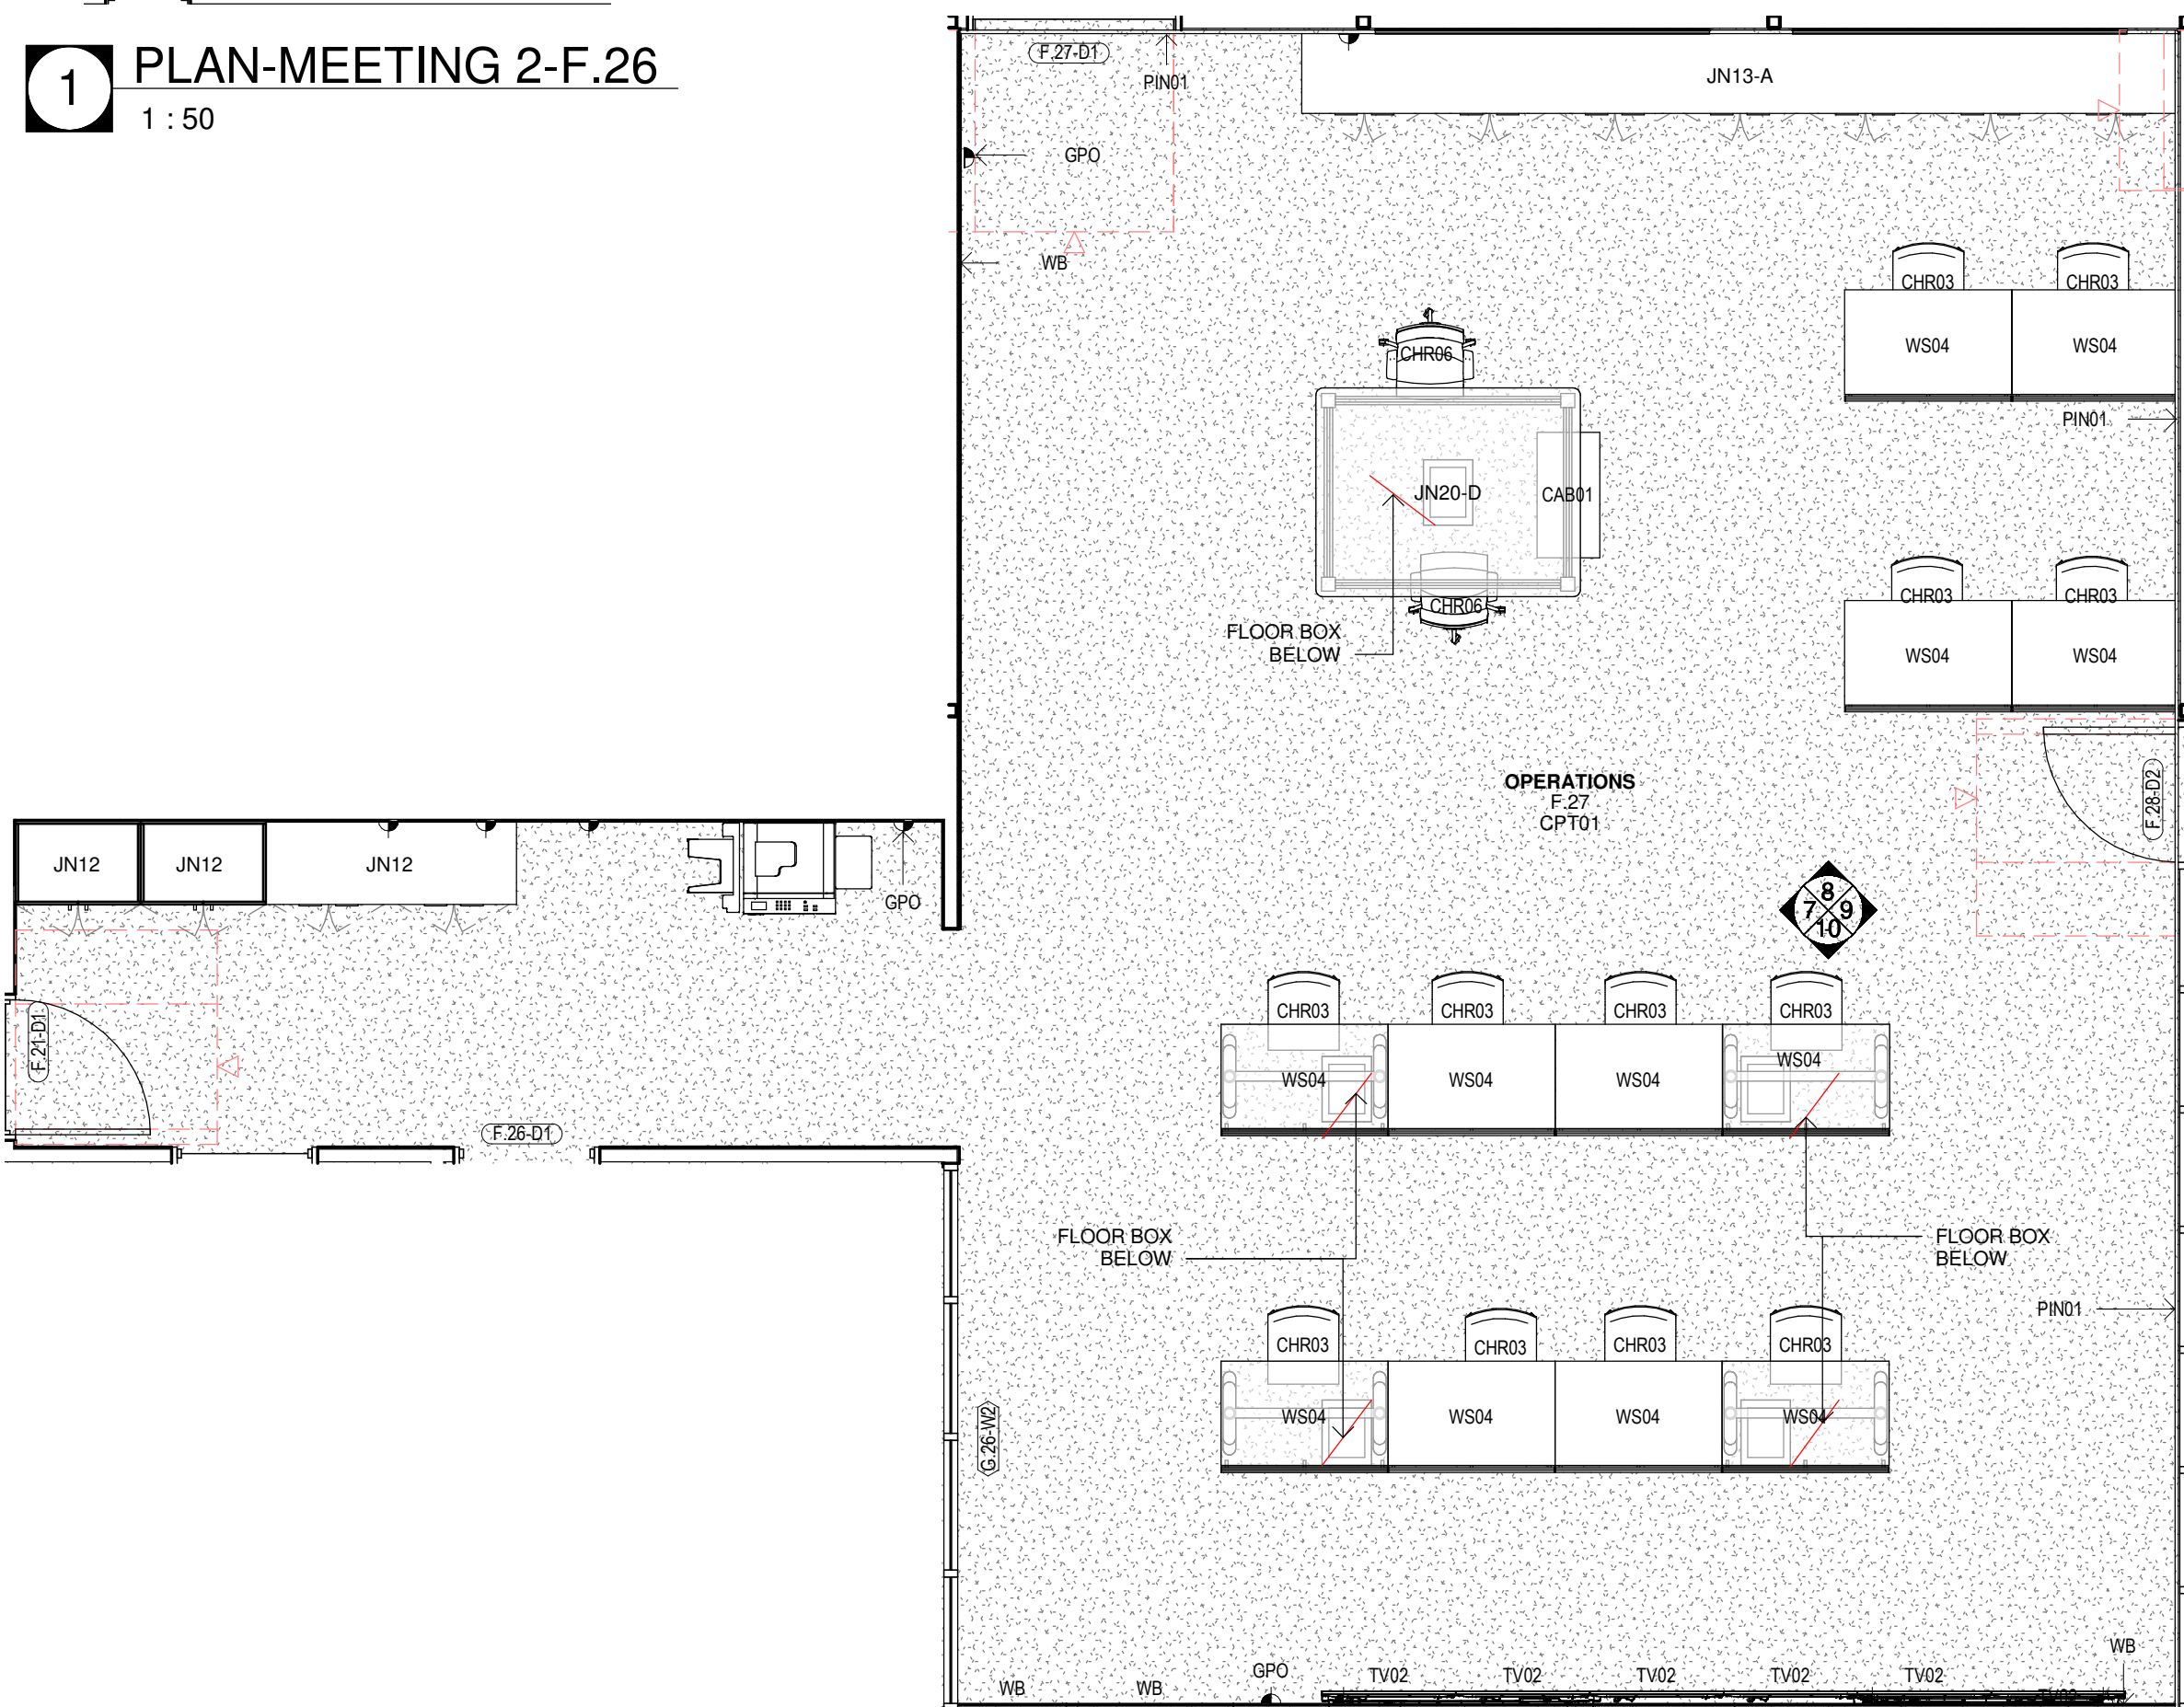 1
PLAN-MEETING 2-F.26
1 : 50
F.27-D1
PIN01
JN13-A
GPO
WB
CHR03
CHR03
WS04
WS04
CHR06
PIN01
JN20-D
CAB01
CHR03
CHR03
CHR06
FLOOR BOX
BELOW
WS04
WS04
OPERATIONS
F.27
CPT01
F.28-D2
JN12
JN12
JN12
GPO
8
7
9
10
F.21-D1
CHR03
CHR03
CHR03
CHR03
WS04
WS04
WS04
WS04
F.26-D1
FLOOR BOX
BELOW
FLOOR BOX
BELOW
PIN01
CHR03
CHR03
CHR03
CHR03
WS04
WS04
WS04
WS04
G.26-W2
WB
WB
GPO
TV02
TV02
TV02
TV02
TV02
WB